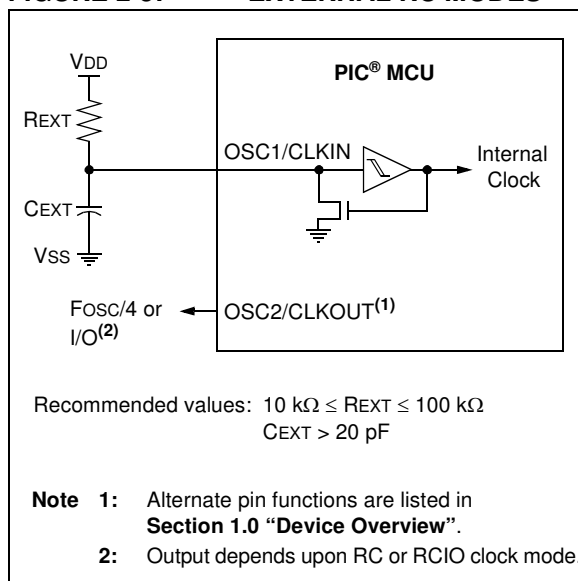 VDD
PIC® MCU
REXT
OSC1/CLKIN
Internal
Clock
CEXT
VSS
FOSC/4 or
I/O(2)
OSC2/CLKOUT(1)
Recommended values: 10 kΩ ≤ REXT ≤ 100 kΩ
CEXT > 20 pF
Note 1: Alternate pin functions are listed in
Section 1.0 “Device Overview”.
2: Output depends upon RC or RCIO clock mode.